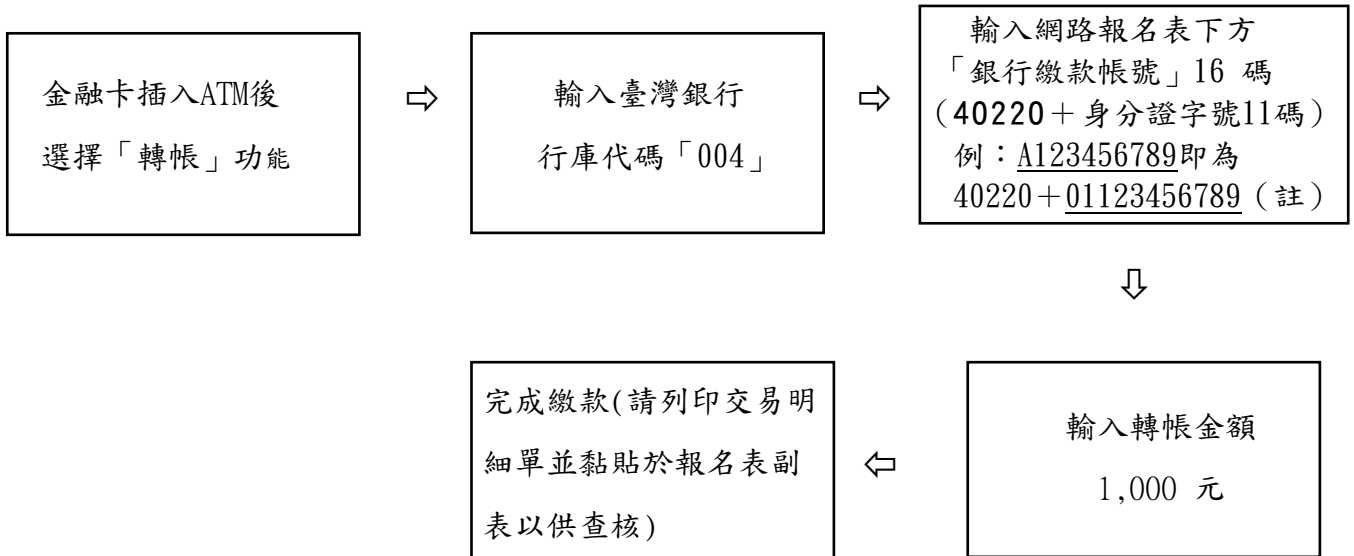 金融卡插入ATM後
選擇「轉帳」功能
⇨
輸入臺灣銀行
行庫代碼「004」
⇨
輸入網路報名表下方
「銀行繳款帳號」16 碼
（40220＋身分證字號11碼）
例：A123456789即為
40220＋01123456789（註）
⇩
輸入轉帳金額
1,000 元
⇦
完成繳款(請列印交易明
細單並黏貼於報名表副
表以供查核)